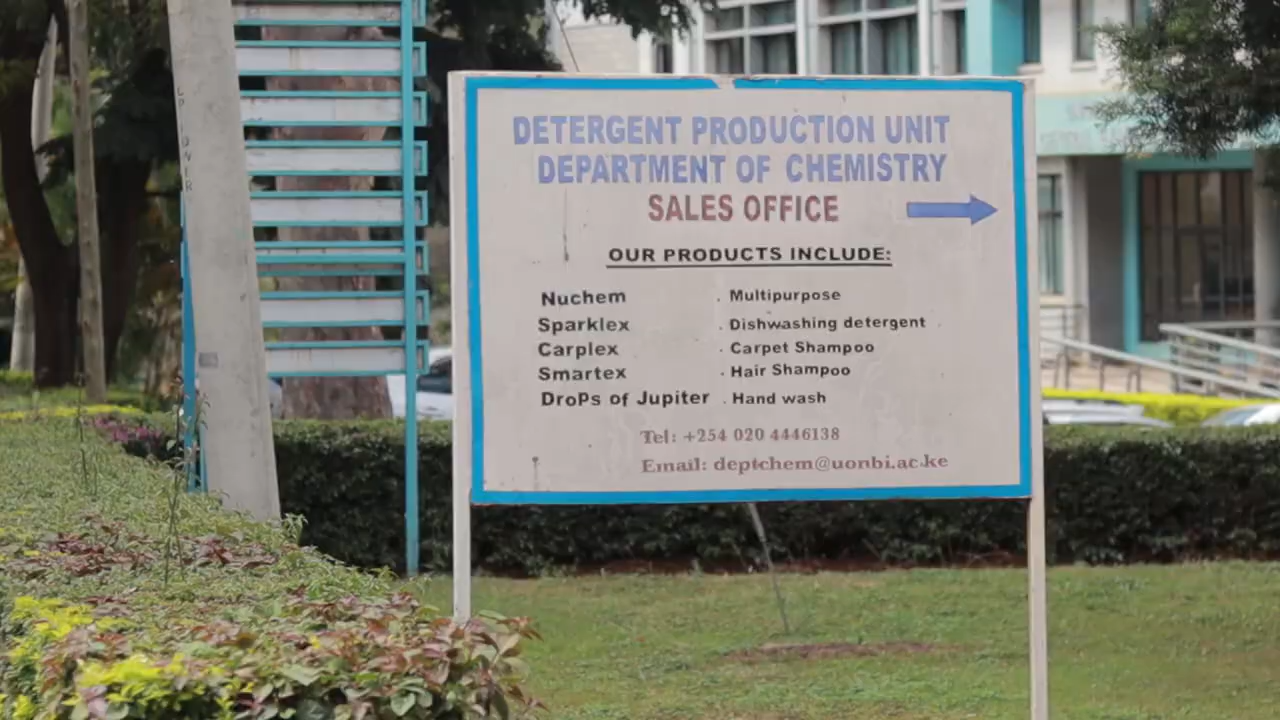 DETERGENT PRODUCTION UNIT
DEPARTMENT OF CHEMISTRY
SALES OFFICE
OUR PRODUCTS INCLUDE:
Nuchem . Multipurpose
Sparklex . Dishwashing detergent
Carplex . Carpet Shampoo
Smartex . Hair Shampoo
DroPs of Jupiter . Hand wash
Tel: +254 020 4446138
Email: deptchem@uonbi.ac.ke